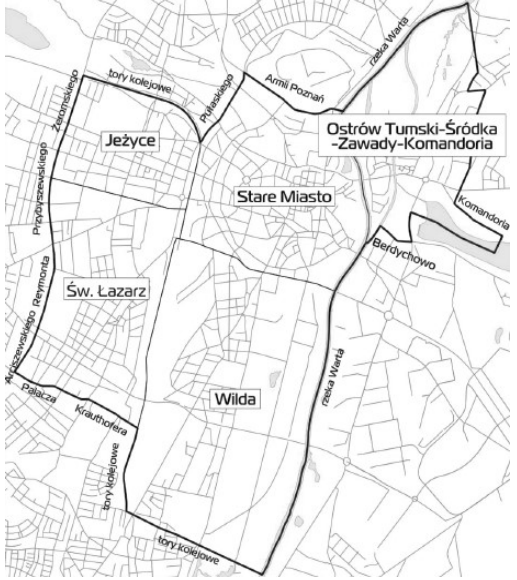 rzeka Warta
tory kolejowe
Armii Poznań
Pułaskiego
Żeromskiego
Jeżyce
Ostrów Tumski-Śródka
-Zawady-Komandoria
Przybyszewskiego
Stare Miasto
Komandoria
Berdychowo
Św. Łazarz
Reymonta
Arciszewskiego
rzeka Warta
Palacza
Krauthofera
Wilda
tory kolejowe
tory kolejowe